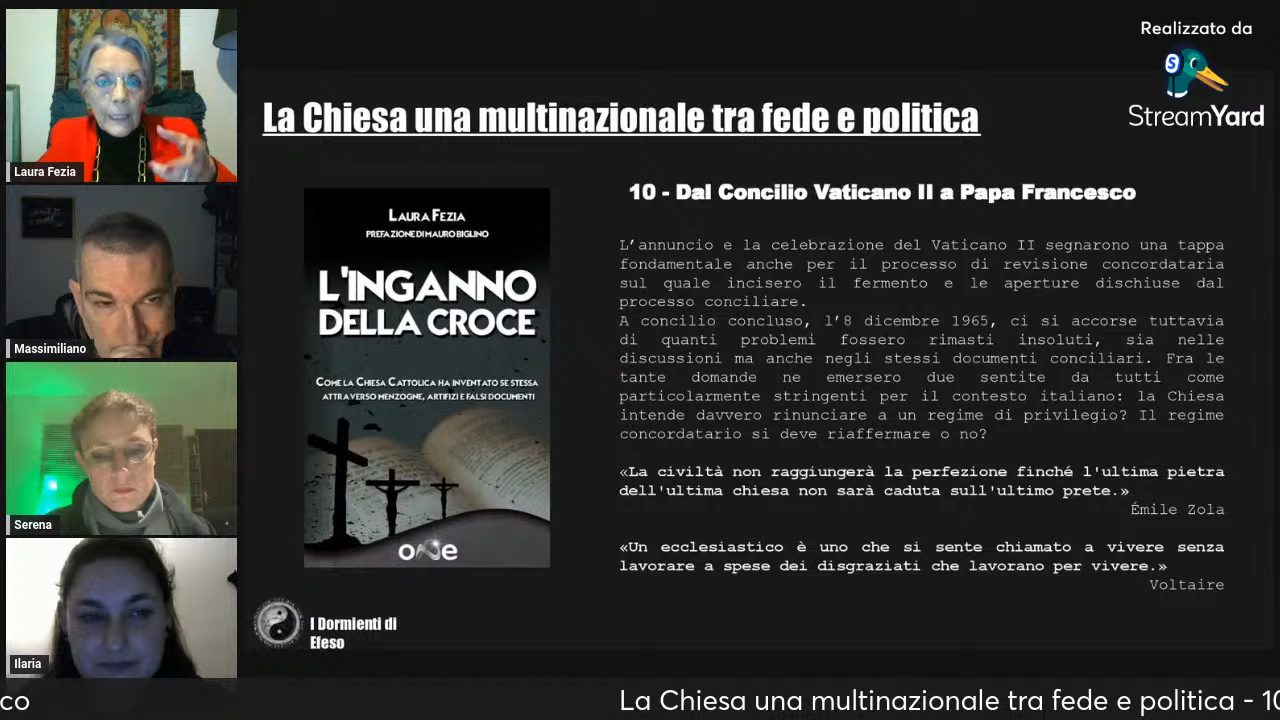 Realizzato da
StreamYard
La Chiesa una multinazionale tra fede e politica
Laura Fezia
Massimiliano
Serena
Ilaria
LAURA FEZIA
PREFAZIONE DI MAURO BIGLINO
L'INGANNO
DELLA CROCE
COME LA CHIESA CATTOLICA HA INVENTATO SE STESSA
ATTRAVERSO MENZOGNE, ARTIFIZI E FALSI DOCUMENTI
one
I Dormienti di
Efeso
10 - Dal Concilio Vaticano II a Papa Francesco
L'annuncio e la celebrazione del Vaticano II segnarono una tappa
fondamentale anche per il processo di revisione concordataria
sul quale incisero il fermento e le aperture dischiuse dal
processo conciliare.
A concilio concluso, l'8 dicembre 1965, ci si accorse tuttavia
di quanti problemi fossero rimasti insoluti, sia nelle
discussioni ma anche negli stessi documenti conciliari. Fra le
tante domande ne emersero due sentite da tutti come
particolarmente stringenti per il contesto italiano: la Chiesa
intende davvero rinunciare a un regime di privilegio? Il regime
concordatario si deve riaffermare o no?
«La civiltà non raggiungerà la perfezione finché l'ultima pietra
dell'ultima chiesa non sarà caduta sull'ultimo prete.»
Émile Zola
«Un ecclesiastico è uno che si sente chiamato a vivere senza
lavorare a spese dei disgraziati che lavorano per vivere.»
Voltaire
co
La Chiesa una multinazionale tra fede e politica - 10